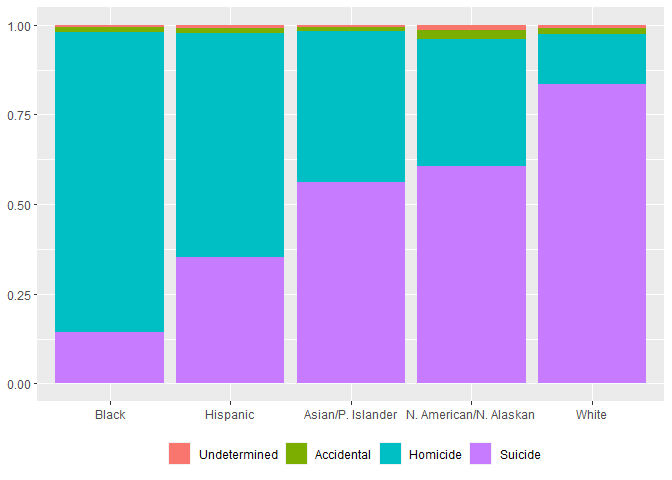 1.00
0.75
0.50
0.25
0.00
Black Hispanic Asian/P. Islander N. American/N. Alaskan White
Undetermined Accidental Homicide Suicide